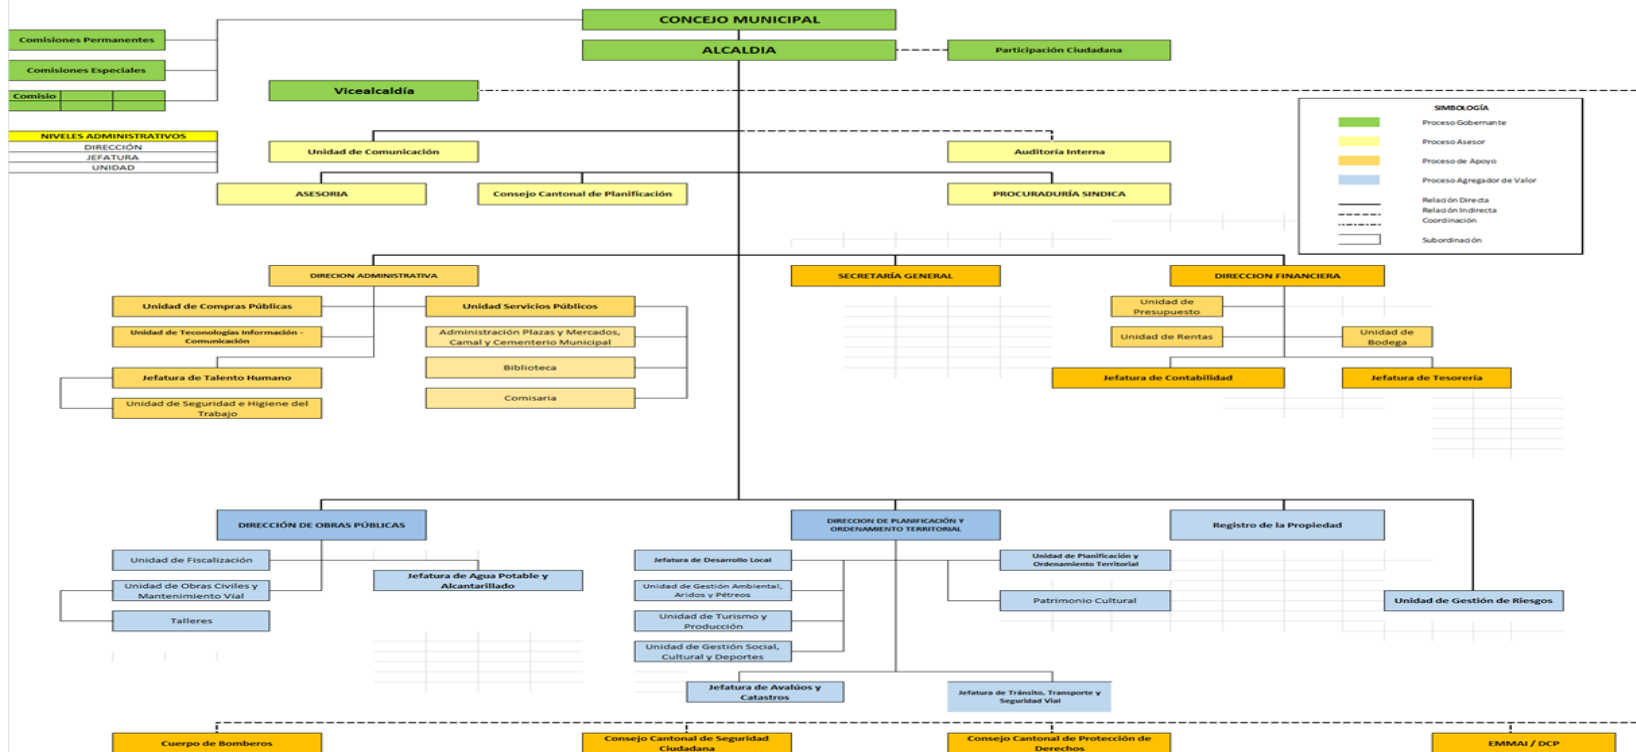 CONCEJO MUNICIPAL
Comisiones Permanentes
ALCALDIA
Participación Ciudadana
Comisiones Especiales
Vicealcaldía
Comisio
SIMBOLOGÍA
Proceso Gobernante
Proceso Asesor
Proceso de Apoyo
Proceso Agregador de Valor
Relación Directa
Relación Indirecta
Coordinación
Subordinación
NIVELES ADMINISTRATIVOS
DIRECCIÓN
JEFATURA
UNIDAD
Unidad de Comunicación
Auditoría Interna
ASESORIA
Consejo Cantonal de Planificación
PROCURADURÍA SINDICA
DIRECION ADMINISTRATIVA
SECRETARÍA GENERAL
DIRECCION FINANCIERA
Unidad de Compras Públicas
Unidad Servicios Públicos
Unidad de
Presupuesto
Unidad de Teconologías Información -
Comunicación
Administración Plazas y Mercados,
Camal y Cementerio Municipal
Unidad de Rentas
Unidad de
Bodega
Biblioteca
Jefatura de Talento Humano
Jefatura de Contabilidad
Jefatura de Tesorería
Comisaria
Unidad de Seguridad e Higiene del
Trabajo
DIRECCIÓN DE OBRAS PÚBLICAS
DIRECCION DE PLANIFICACIÓN Y
ORDENAMIENTO TERRITORIAL
Registro de la Propiedad
Unidad de Fiscalización
Jefatura de Agua Potable y
Alcantarillado
Jefatura de Desarrollo Local
Unidad de Planificación y
Ordenamiento Territorial
Unidad de Obras Civiles y
Mantenimiento Vial
Unidad de Gestión Ambiental,
Aridos y Pétreos
Patrimonio Cultural
Unidad de Gestión de Riesgos
Talleres
Unidad de Turismo y
Producción
Unidad de Gestión Social,
Cultural y Deportes
Jefatura de Avalúos y
Catastros
Jefatura de Tránsito, Transporte y
Seguridad Vial
Cuerpo de Bomberos
Consejo Cantonal de Seguridad
Ciudadana
Consejo Cantonal de Protección de
Derechos
EMMAI / DCP